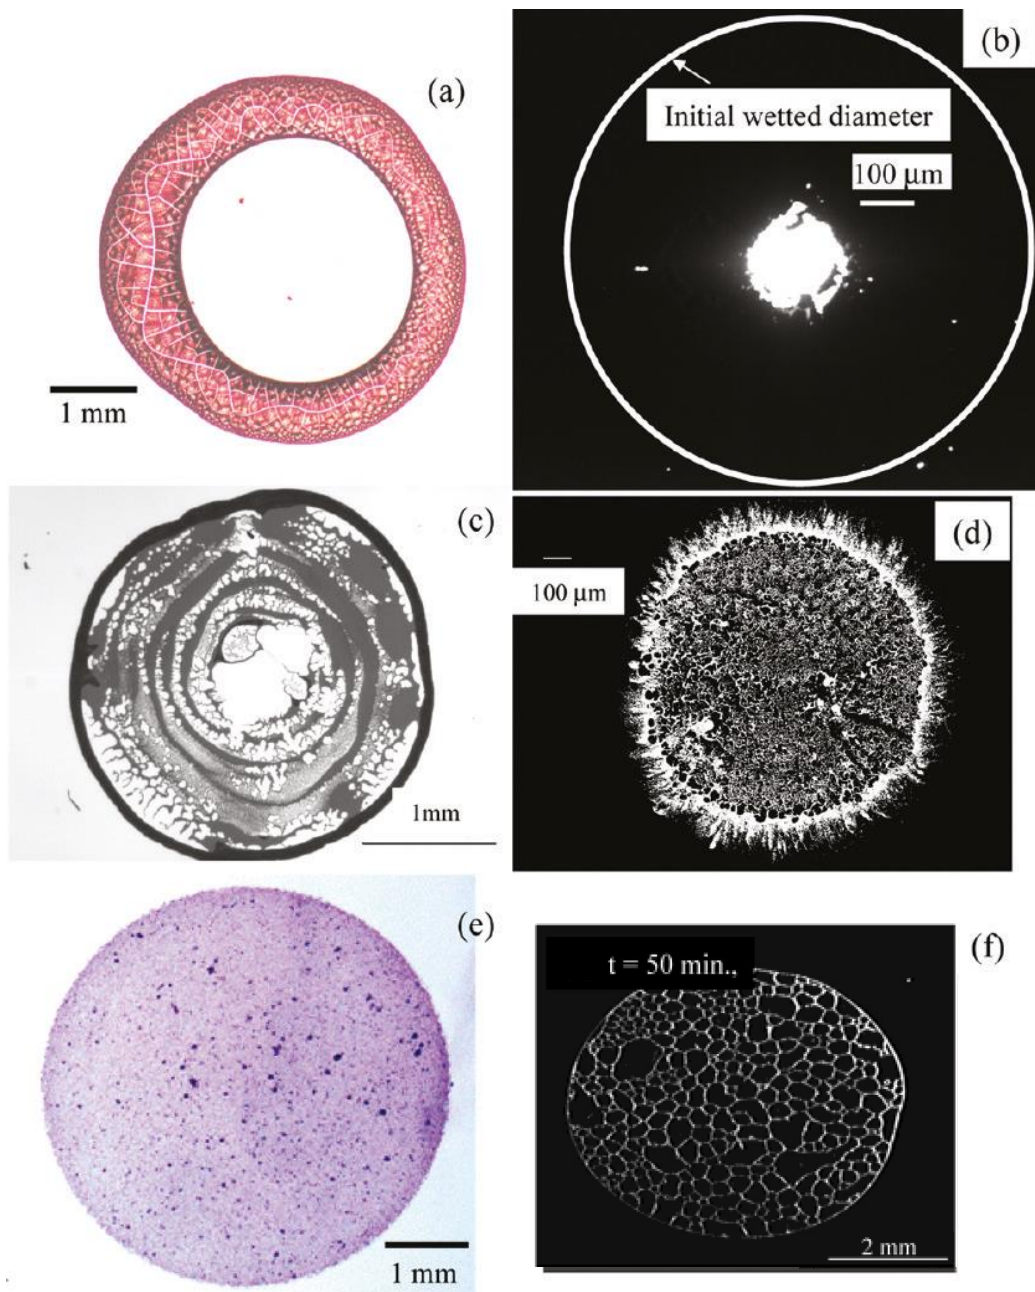 (a)
1 mm
(b)
Initial wetted diameter
100 μm
(c)
1mm
(d)
100 μm
(e)
1 mm
(f)
t = 50 min.,
2 mm